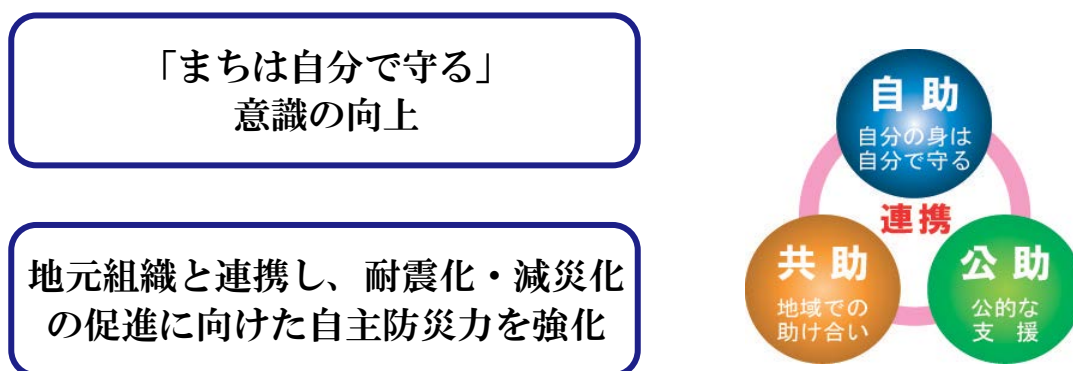 「まちは自分で守る」
意識の向上
地元組織と連携し、耐震化・減災化
の促進に向けた自主防災力を強化
自助
自分の身は
自分で守る
連携
共助
地域での
助け合い
公助
公的な
支援